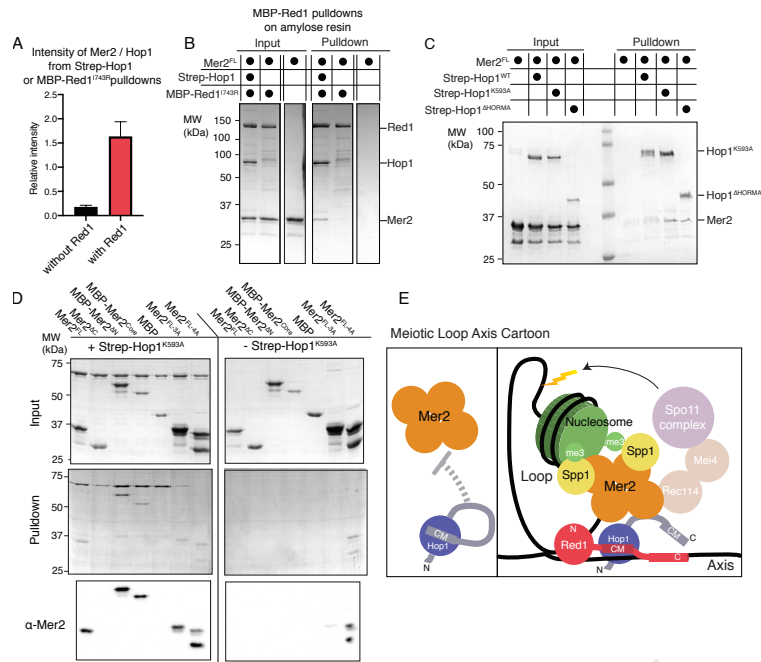 A
Intensity of Mer2 / Hop1
from Strep-Hop1
or MBP-Red1I743R pulldowns
Relative intensity
2.5
2.0
1.5
1.0
0.5
0.0
without Red1
with Red1
B
MBP-Red1 pulldowns
on amylose resin
Input
Pulldown
Mer2FL
Strep-Hop1
MBP-Red1I743R
MW
(kDa)
150
100
75
50
37
25
Red1
Hop1
Mer2
C
Input
Pulldown
Mer2FL
Strep-Hop1WT
Strep-Hop1K593A
Strep-Hop1ΔHORMA
MW
(kDa)
100
75
50
37
25
Hop1K593A
Hop1ΔHORMA
Mer2
D
Mer2FL
Mer2ΔC
MBP-Mer2ΔN
MBP-Mer2Core
MBP
Mer2FL-3A
Mer2FL-4A
Mer2FL
Mer2ΔC
MBP-Mer2ΔN
MBP-Mer2Core
MBP
Mer2FL-3A
Mer2FL-4A
MW
(kDa)
+ Strep-Hop1K593A
- Strep-Hop1K593A
75
50
37
25
Input
75
50
37
25
Pulldown
α-Mer2
E
Meiotic Loop Axis Cartoon
Mer2
CM
Hop1
N
Nucleosome
me3
me3
Loop
Spp1
Spp1
Mer2
Spo11
complex
Mei4
Rec114
N
Red1
Hop1
CM
N
CM
C
C
Axis